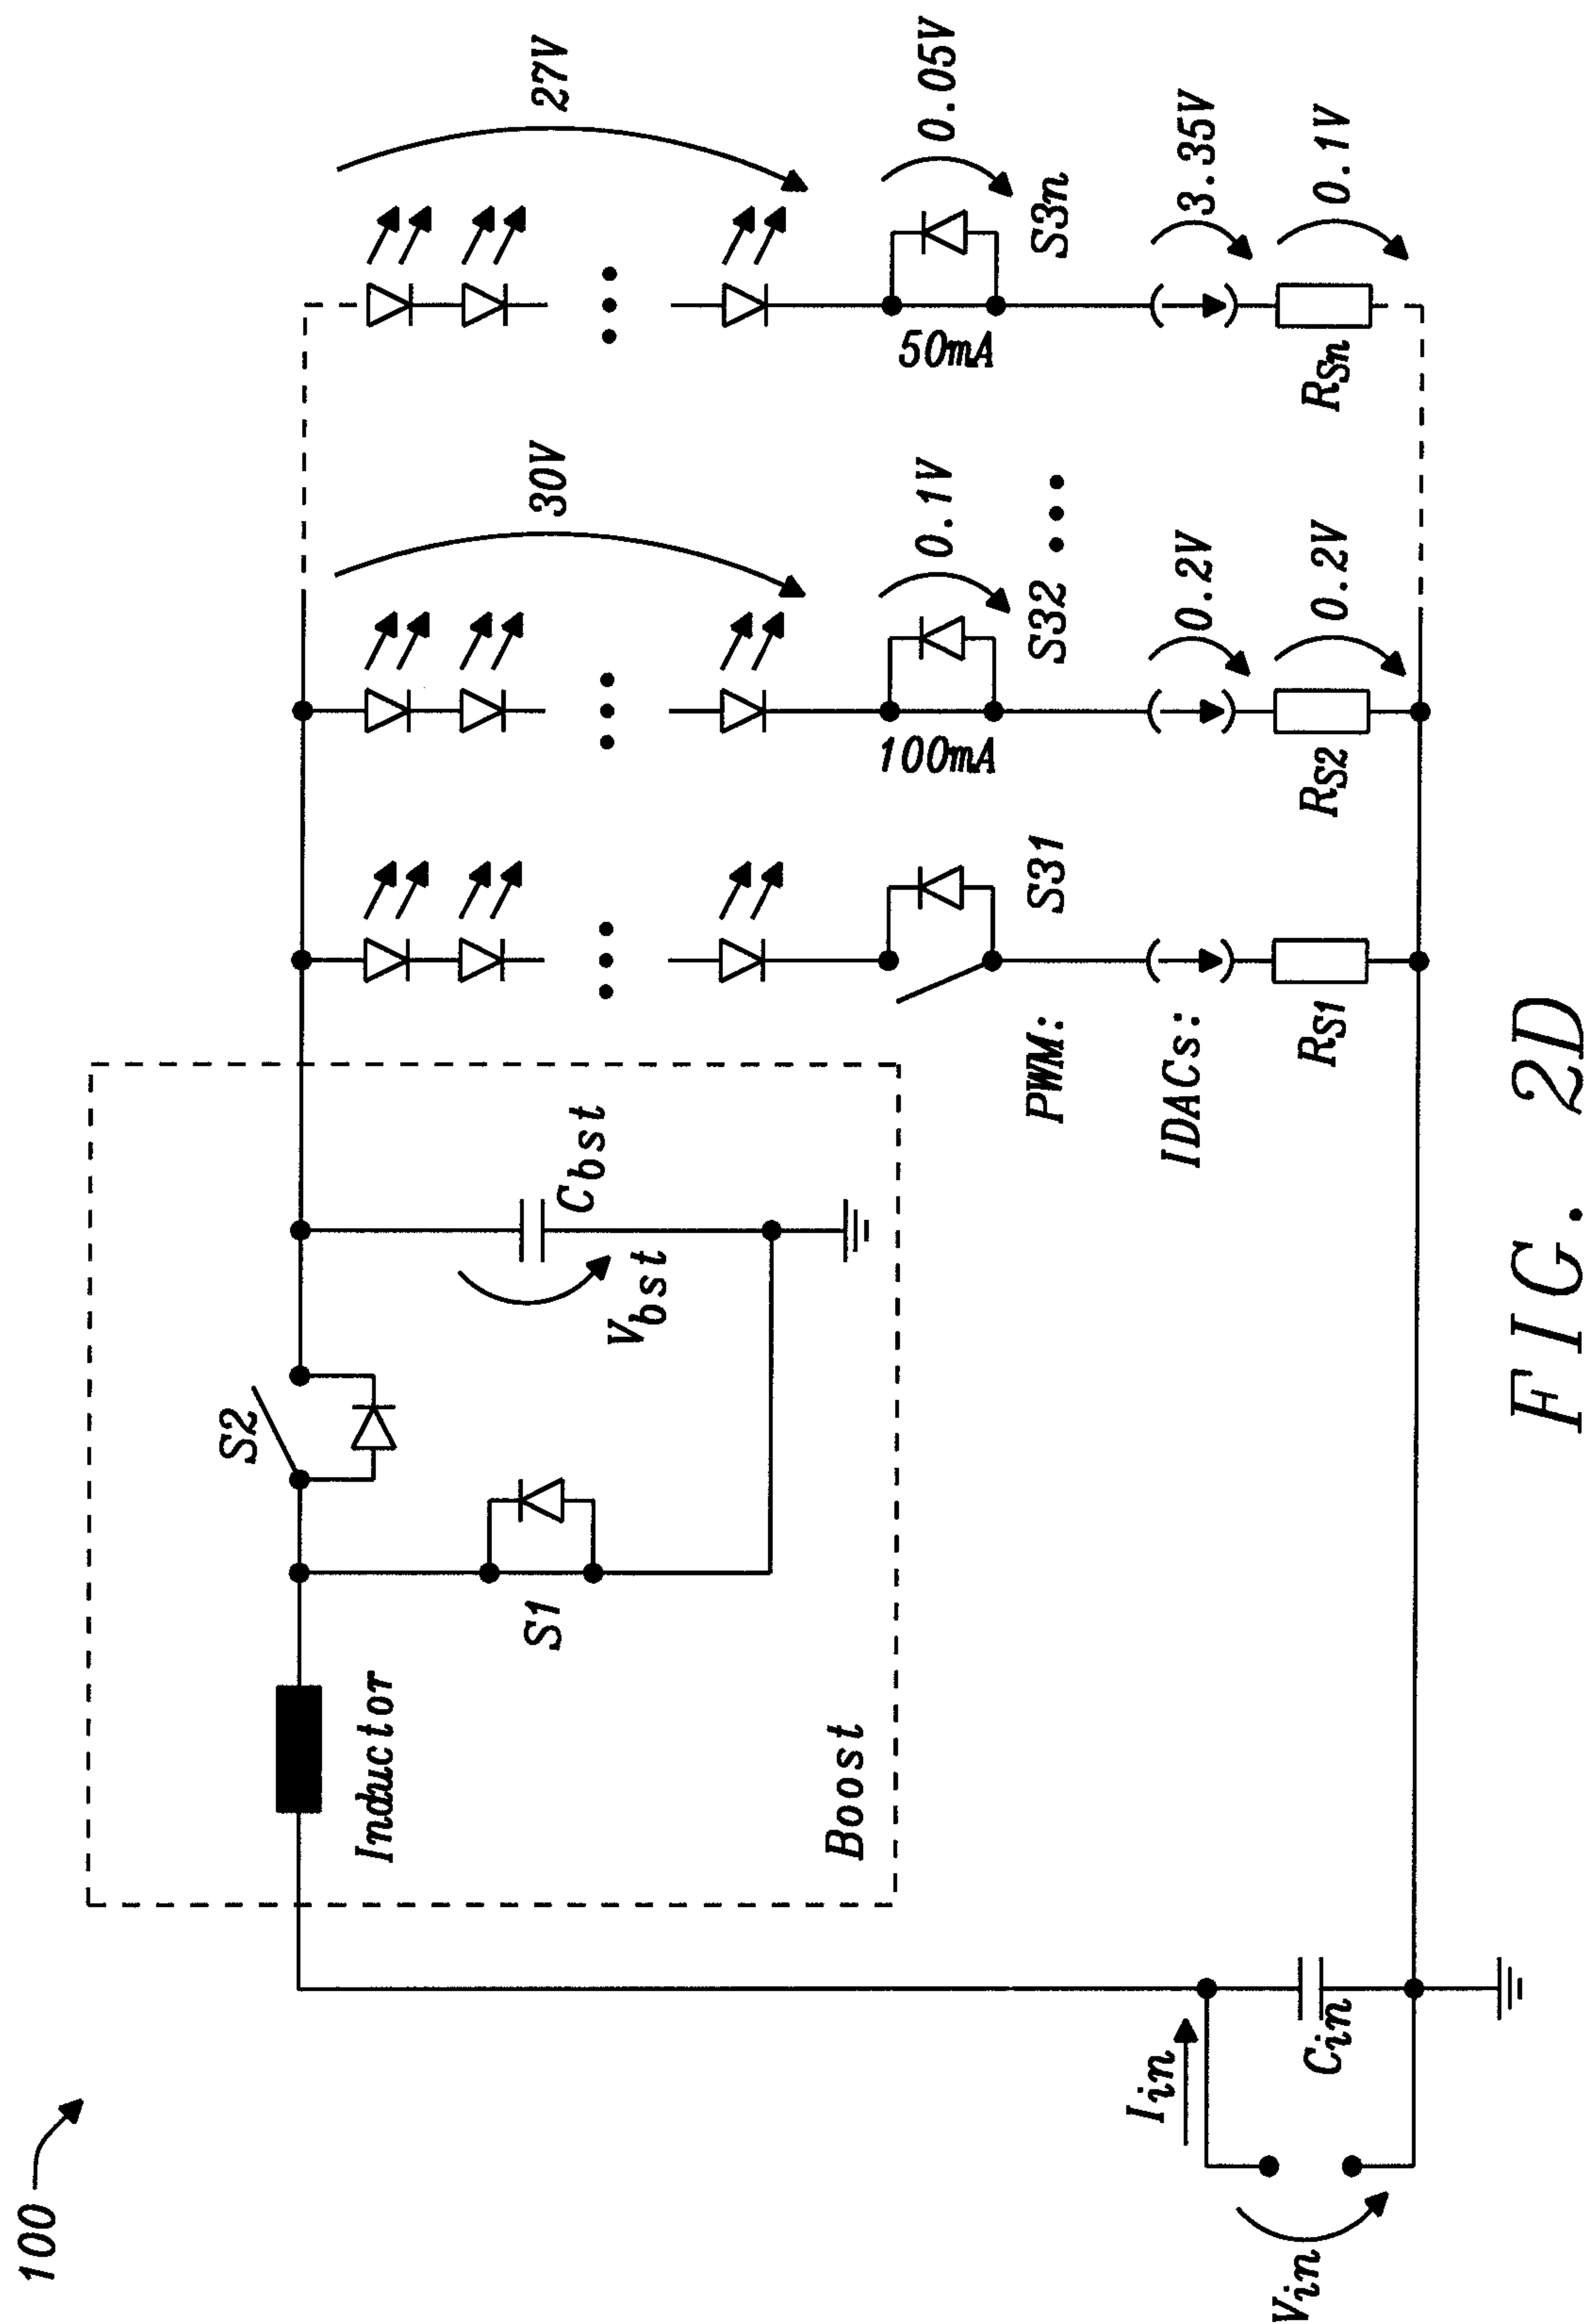 100
27V
30V
S2
Inductor
S1
Cbst
Vbst
Boost
100mA
0.1V
50mA
0.05V
PWM:
S31
S32
S3n
IDACs:
0.2V
3.35V
Iin
Vin
Cin
RS1
RS2
0.2V
RSn
0.1V
FIG. 2D